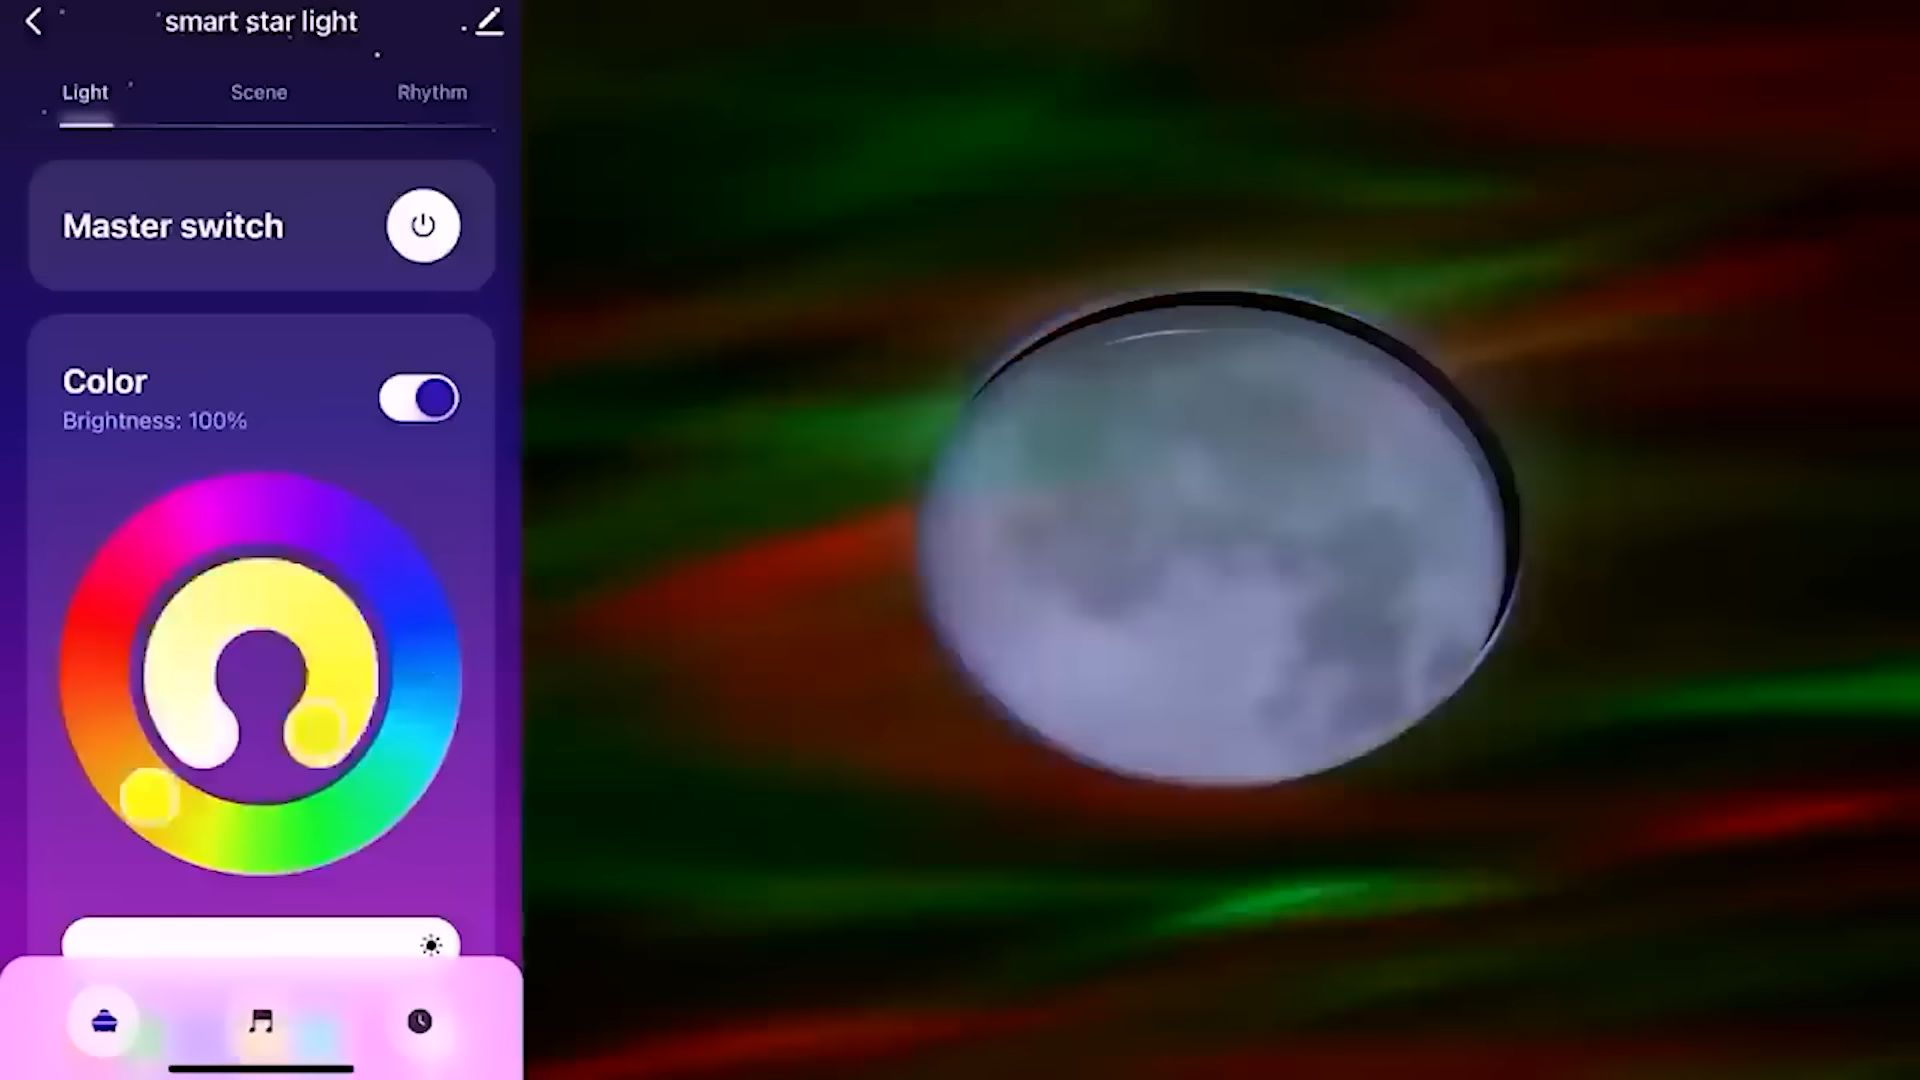 smart star light
Light
Scene
Rhythm
Master switch
Color
Brightness: 100%